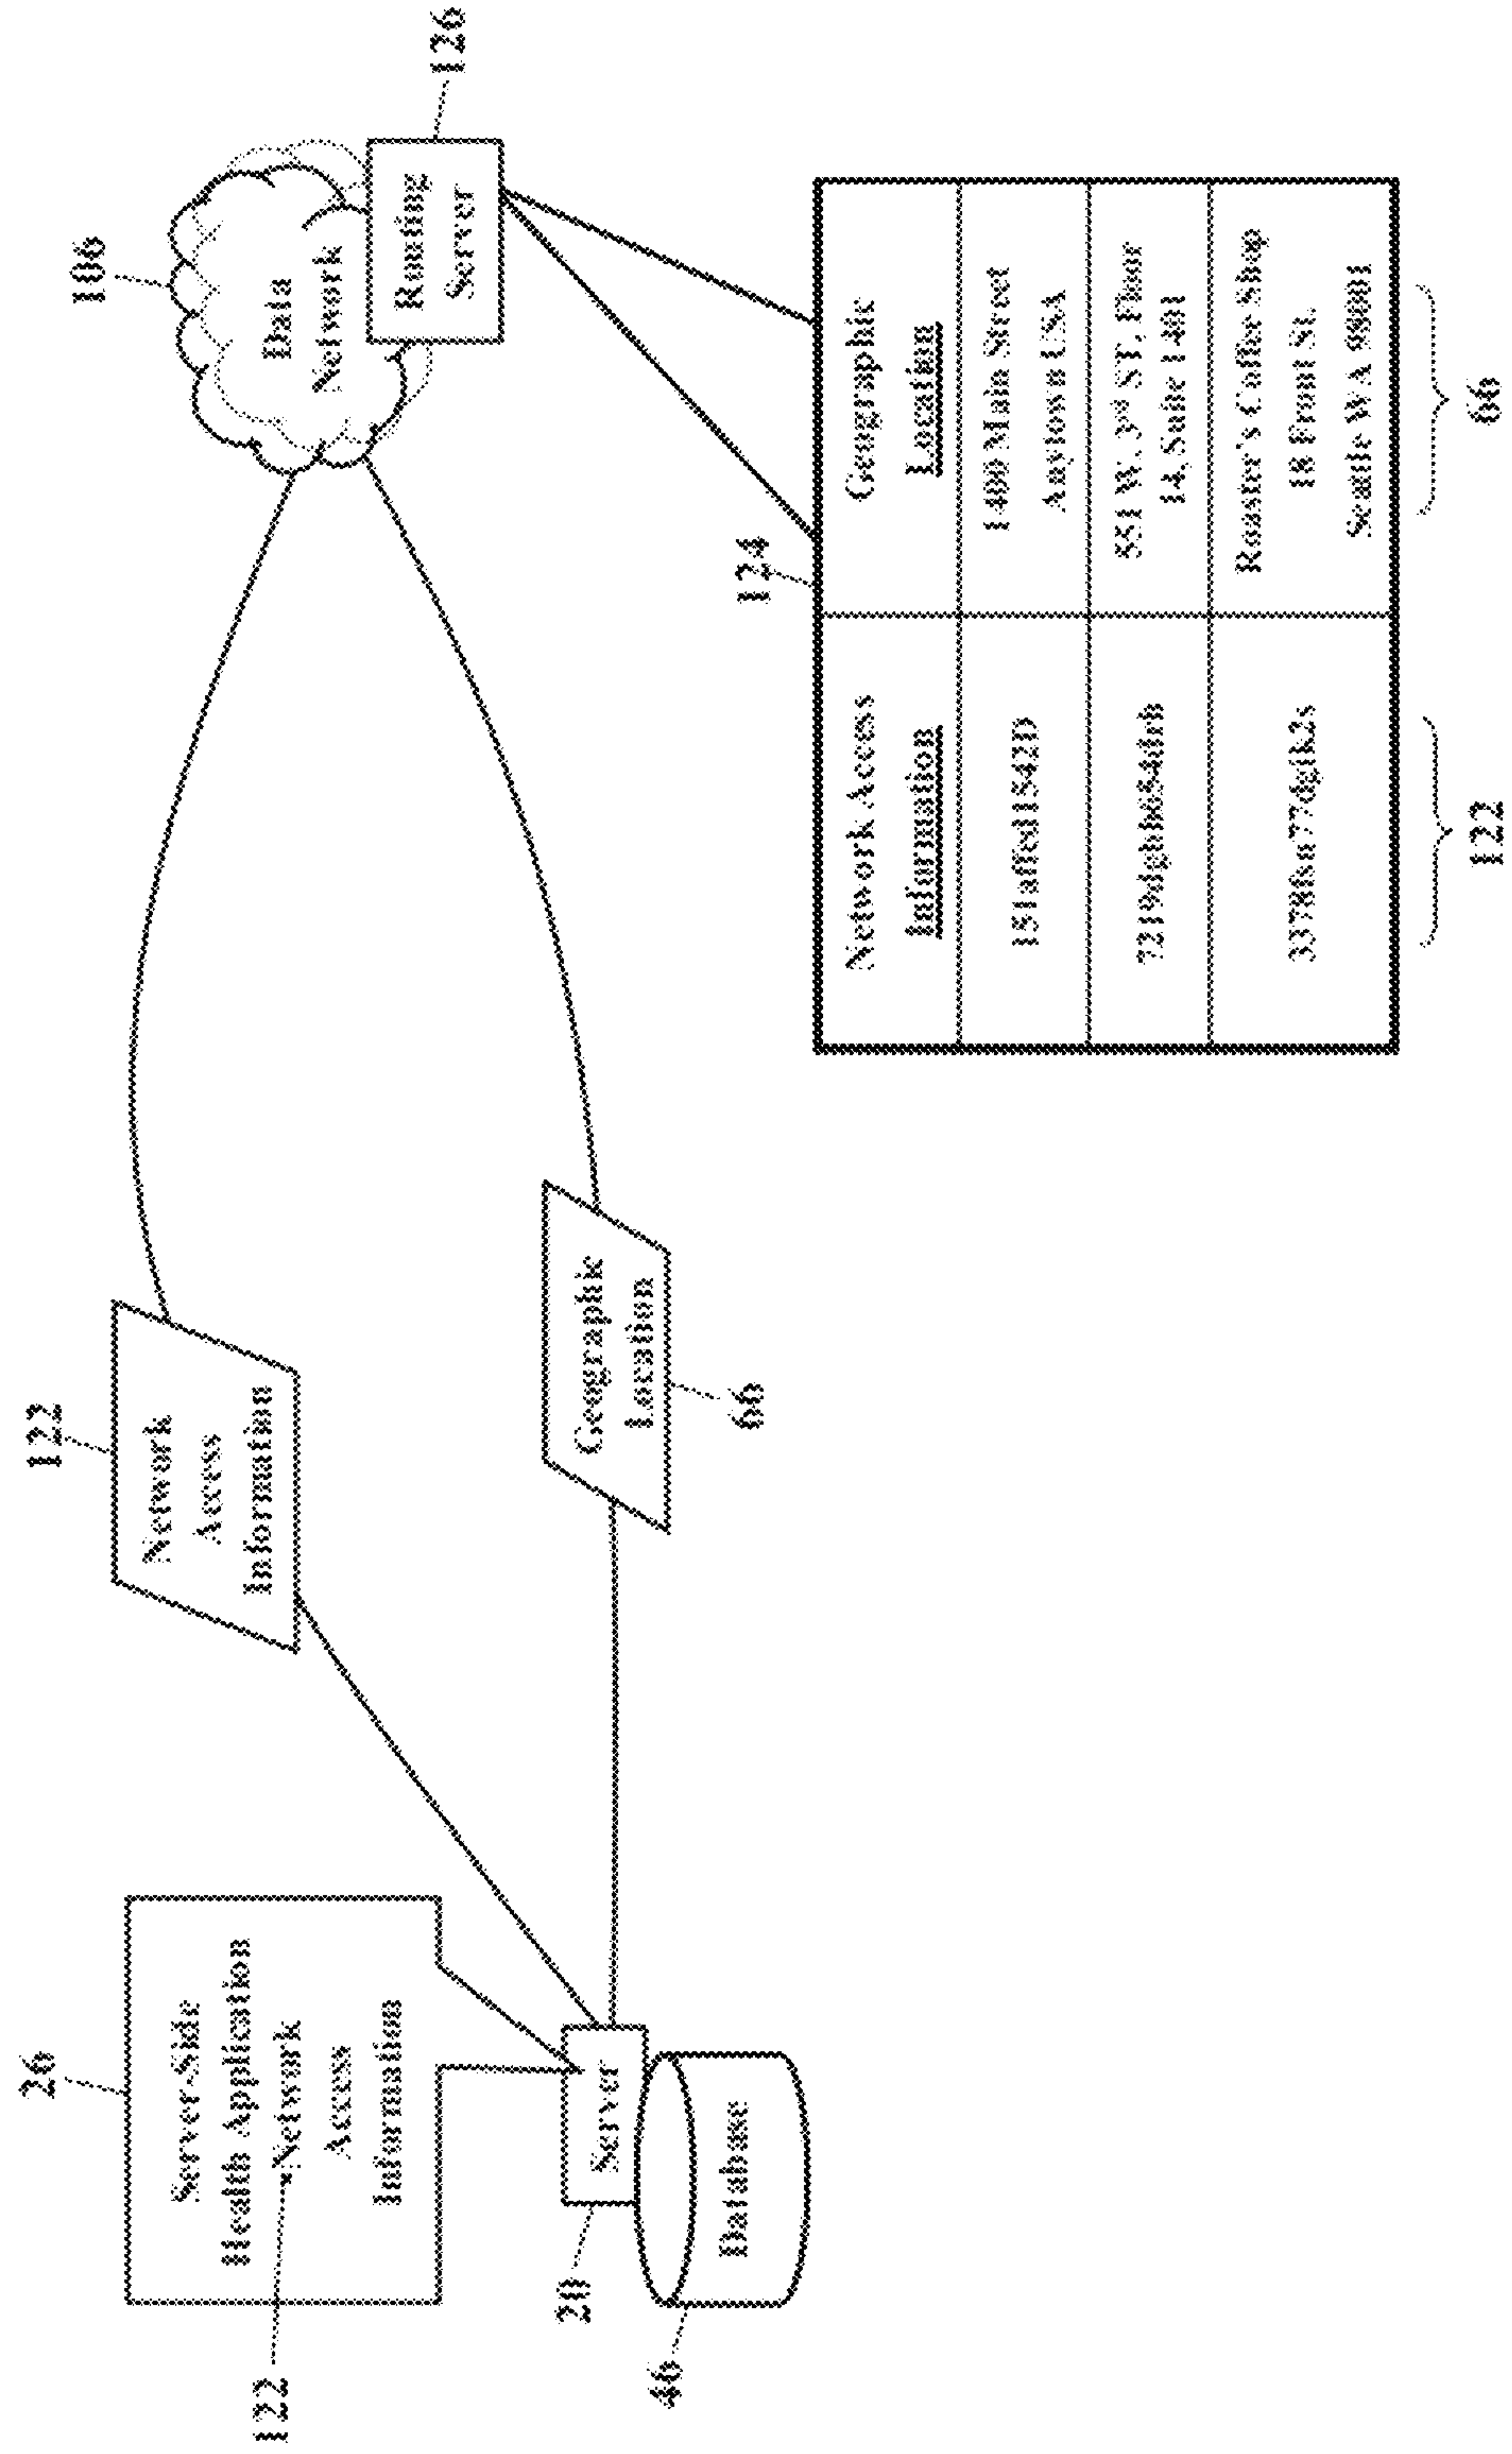 26
122
Server-Side
Health Application
Network
Access
Information
20
Server
46
Database
122
Network
Access
Information
Geographic
Location
66
106
Data
Network
Routing
Server
126
124
Network Access
Information
Geographic
Location
1400 Main Street
Anytown USA
551 W. 3rd ST, Floor
14, Suite 1401
Roaster's Coffee Shop
18 Front St.
Seattle WA 98001
122
66